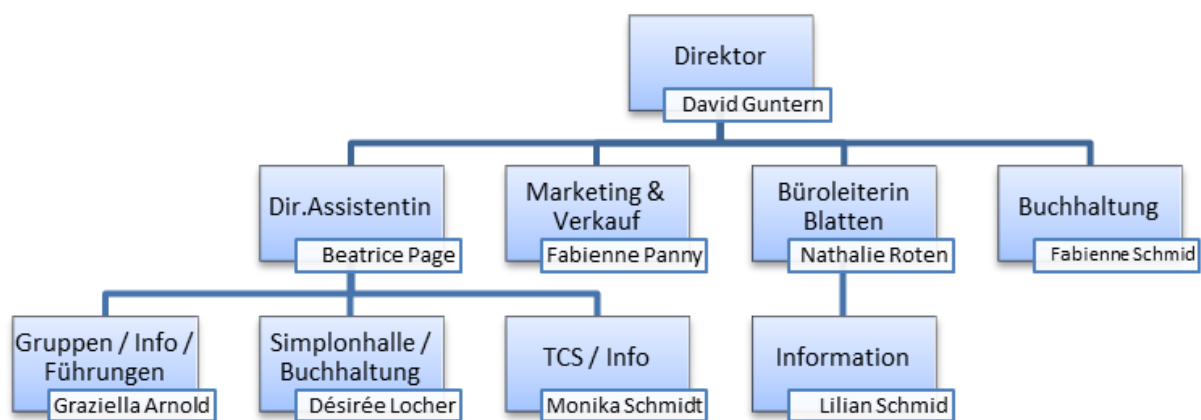 Direktor
David Guntern
Dir.Assistentin
Beatrice Page
Marketing &
Verkauf
Fabienne Panny
Büroleiterin
Blatten
Nathalie Roten
Buchhaltung
Fabienne Schmid
Gruppen / Info /
Führungen
Graziella Arnold
Simplonhalle /
Buchhaltung
Désirée Locher
TCS / Info
Monika Schmidt
Information
Lilian Schmid